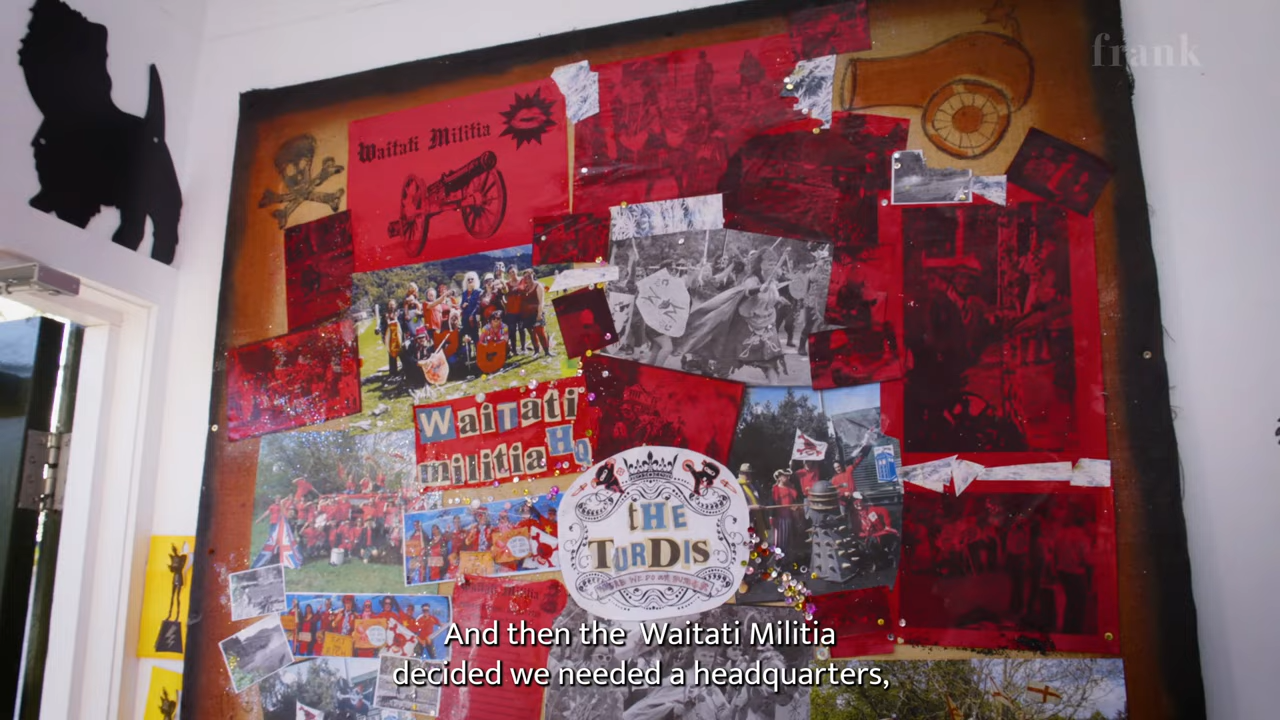 frank
Waitati Militia
Waitati
militia HQ
tHE
TURDIS
And then the Waitati Militia
decided we needed a headquarters,